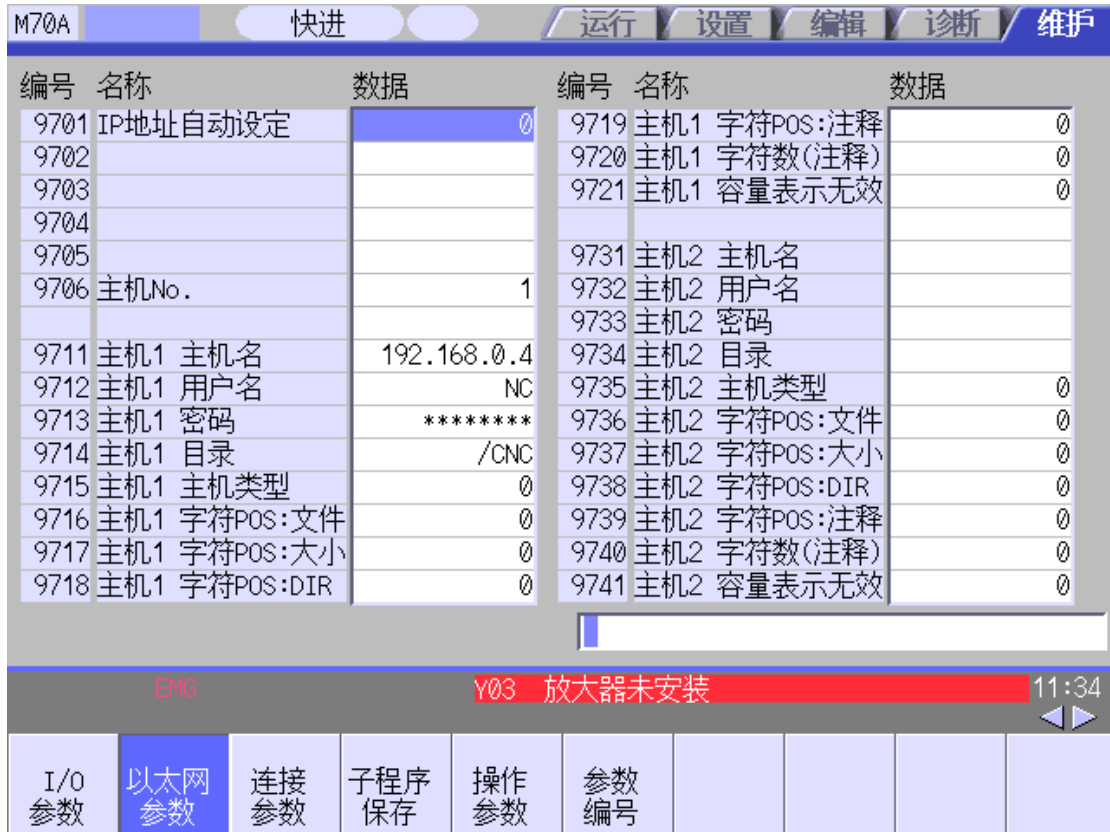 M70A 快进 运行 设置 编辑 诊断 维护
编号 名称 数据 编号 名称 数据
9701 IP地址自动设定 0 9719 主机1 字符POS:注释 0
9702 9720 主机1 字符数(注释) 0
9703 9721 主机1 容量表示无效 0
9704
9705 9731 主机2 主机名
9706 主机No. 1 9732 主机2 用户名
9733 主机2 密码
9711 主机1 主机名 192.168.0.4 9734 主机2 目录
9712 主机1 用户名 NC 9735 主机2 主机类型 0
9713 主机1 密码 ******** 9736 主机2 字符POS:文件 0
9714 主机1 目录 /CNC 9737 主机2 字符POS:大小 0
9715 主机1 主机类型 0 9738 主机2 字符POS:DIR 0
9716 主机1 字符POS:文件 0 9739 主机2 字符POS:注释 0
9717 主机1 字符POS:大小 0 9740 主机2 字符数(注释) 0
9718 主机1 字符POS:DIR 0 9741 主机2 容量表示无效 0
EMG Y03 放大器未安装 11:34
I/O 以太网 连接 子程序 操作 参数
参数 参数 参数 保存 参数 编号